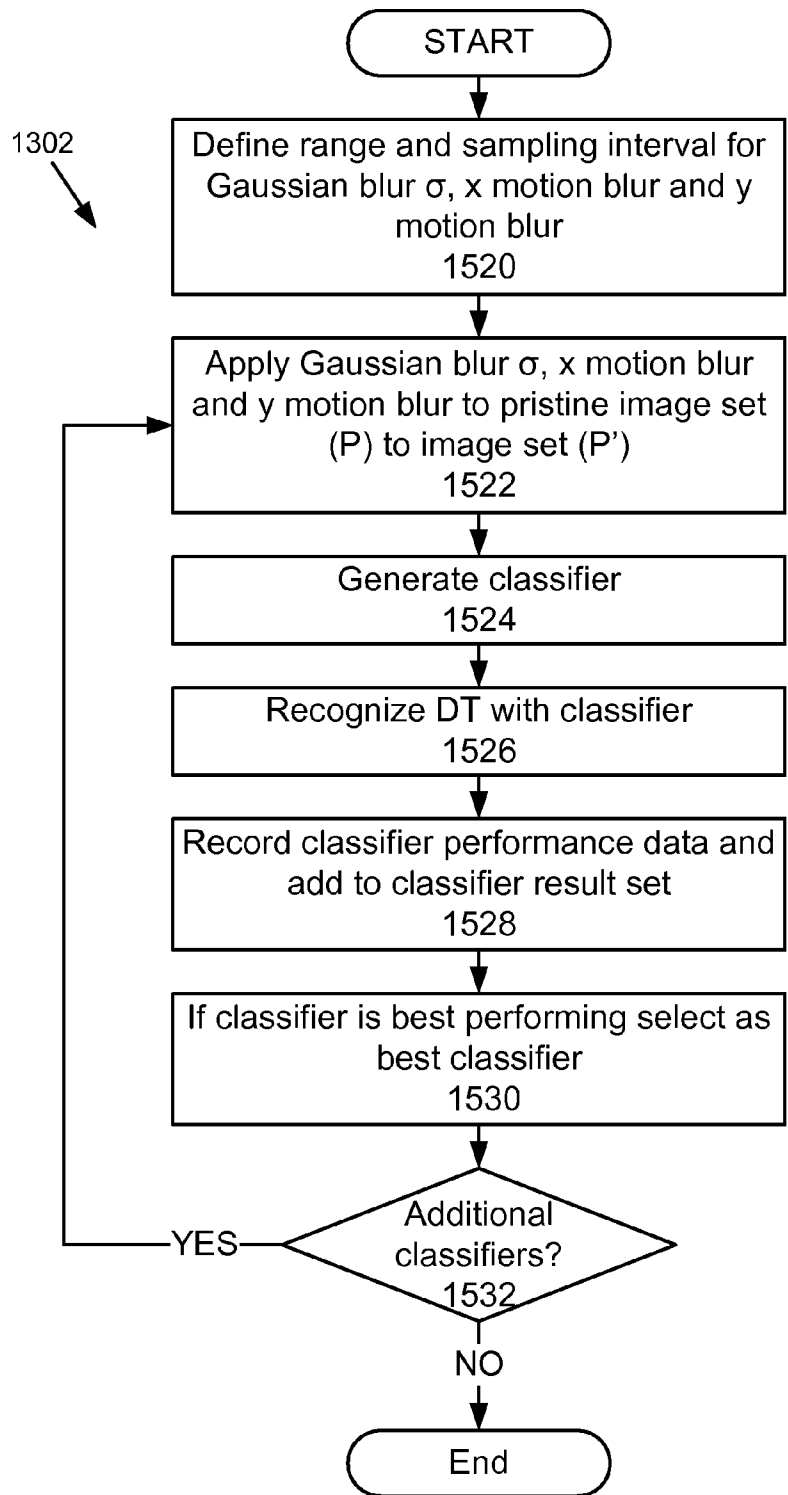 START
1302
Define range and sampling interval for
Gaussian blur σ, x motion blur and y
motion blur
1520
Apply Gaussian blur σ, x motion blur
and y motion blur to pristine image set
(P) to image set (P’)
1522
Generate classifier
1524
Recognize DT with classifier
1526
Record classifier performance data and
add to classifier result set
1528
If classifier is best performing select as
best classifier
1530
Additional
classifiers?
1532
YES
NO
End